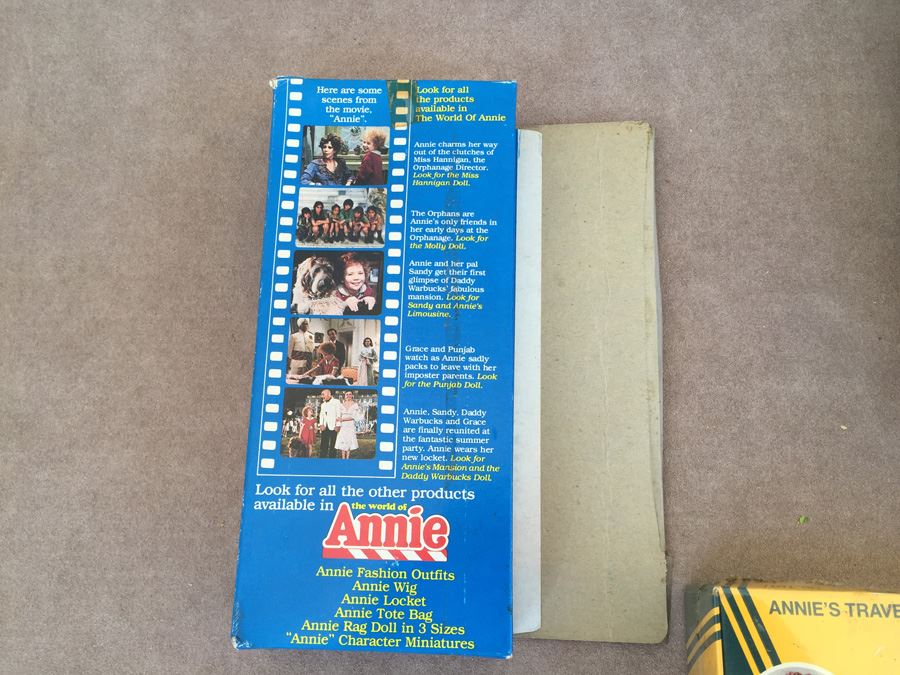 Here are some
scenes from
the movie,
"Annie".
Look for all
the products
available in
The World Of Annie
Annie charms her way
out of the clutches of
Miss Hannigan, the
Orphanage Director.
Look for the Miss
Hannigan Doll.
The Orphans are
Annie's only friends in
her early days at the
Orphanage. Look for
the Molly Doll.
Annie and her pal
Sandy get their first
glimpse of Daddy
Warbucks' fabulous
mansion. Look for
Sandy and Annie's
Limousine.
Grace and Punjab
watch as Annie sadly
packs to leave with her
imposter parents. Look
for the Punjab Doll.
Annie, Sandy, Daddy
Warbucks and Grace
are finally reunited at
the fantastic summer
party. Annie wears her
new locket. Look for
Annie's Mansion and the
Daddy Warbucks Doll.
Look for all the other products
available in the world of
Annie
Annie Fashion Outfits
Annie Wig
Annie Locket
Annie Tote Bag
Annie Rag Doll in 3 Sizes
"Annie" Character Miniatures
ANNIE'S TRAVE